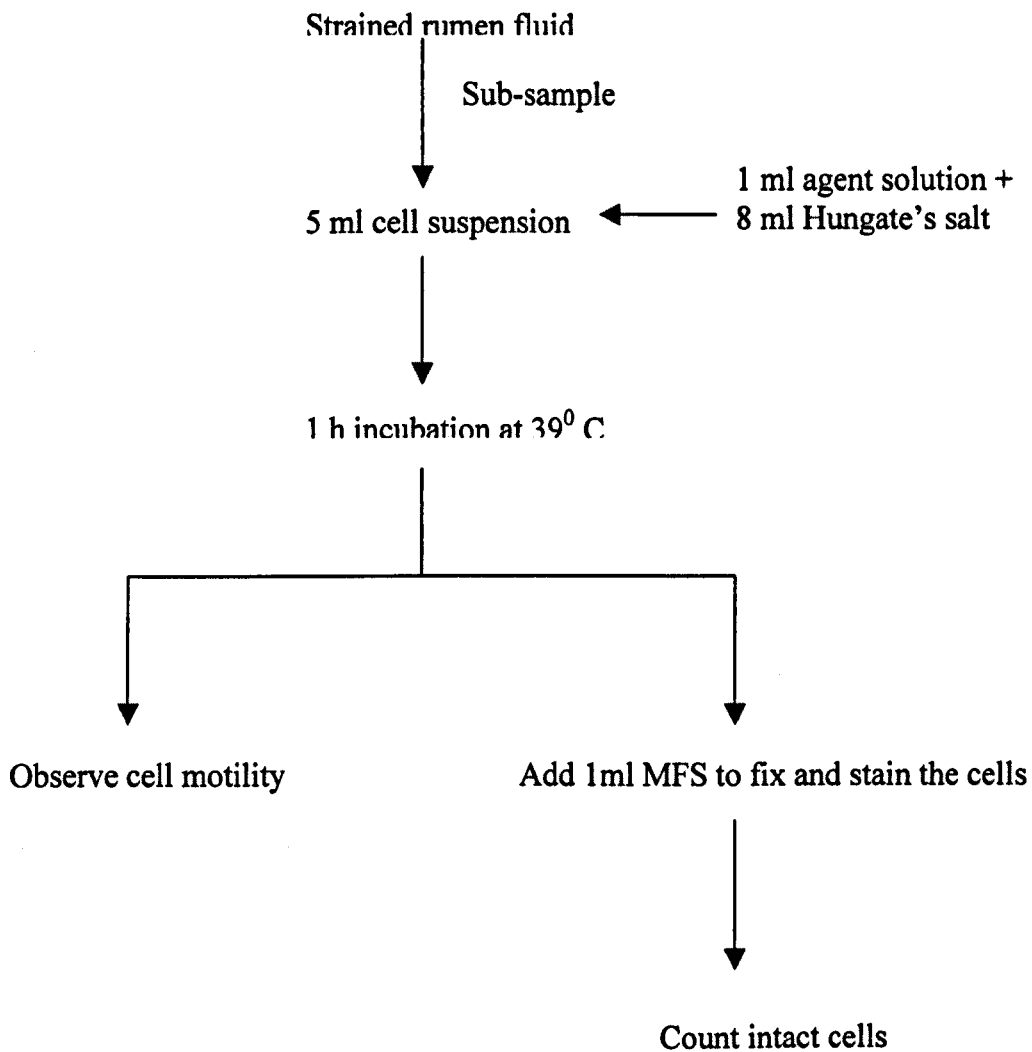 Strained rumen fluid
Sub-sample
1 ml agent solution +
8 ml Hungate's salt
5 ml cell suspension
1 h incubation at 39⁰ C
Observe cell motility
Add 1ml MFS to fix and stain the cells
Count intact cells